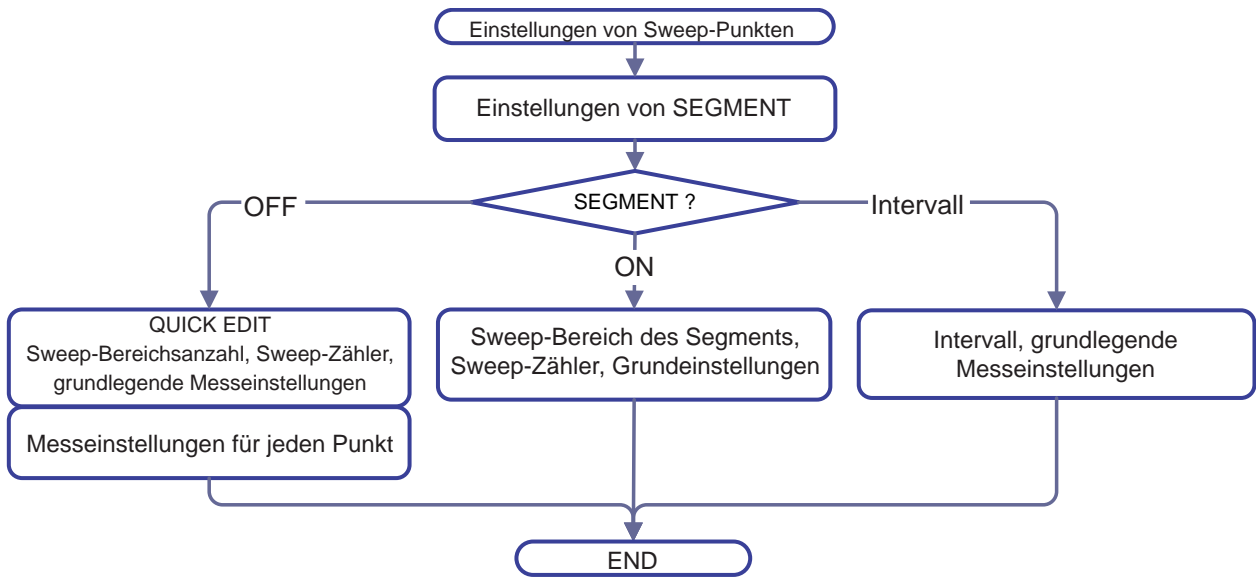 Einstellungen von Sweep-Punkten
Einstellungen von SEGMENT
SEGMENT ?
OFF
Intervall
ON
QUICK EDIT
Sweep-Bereichsanzahl, Sweep-Zähler,
grundlegende Messeinstellungen
Messeinstellungen für jeden Punkt
Sweep-Bereich des Segments,
Sweep-Zähler, Grundeinstellungen
Intervall, grundlegende
Messeinstellungen
END